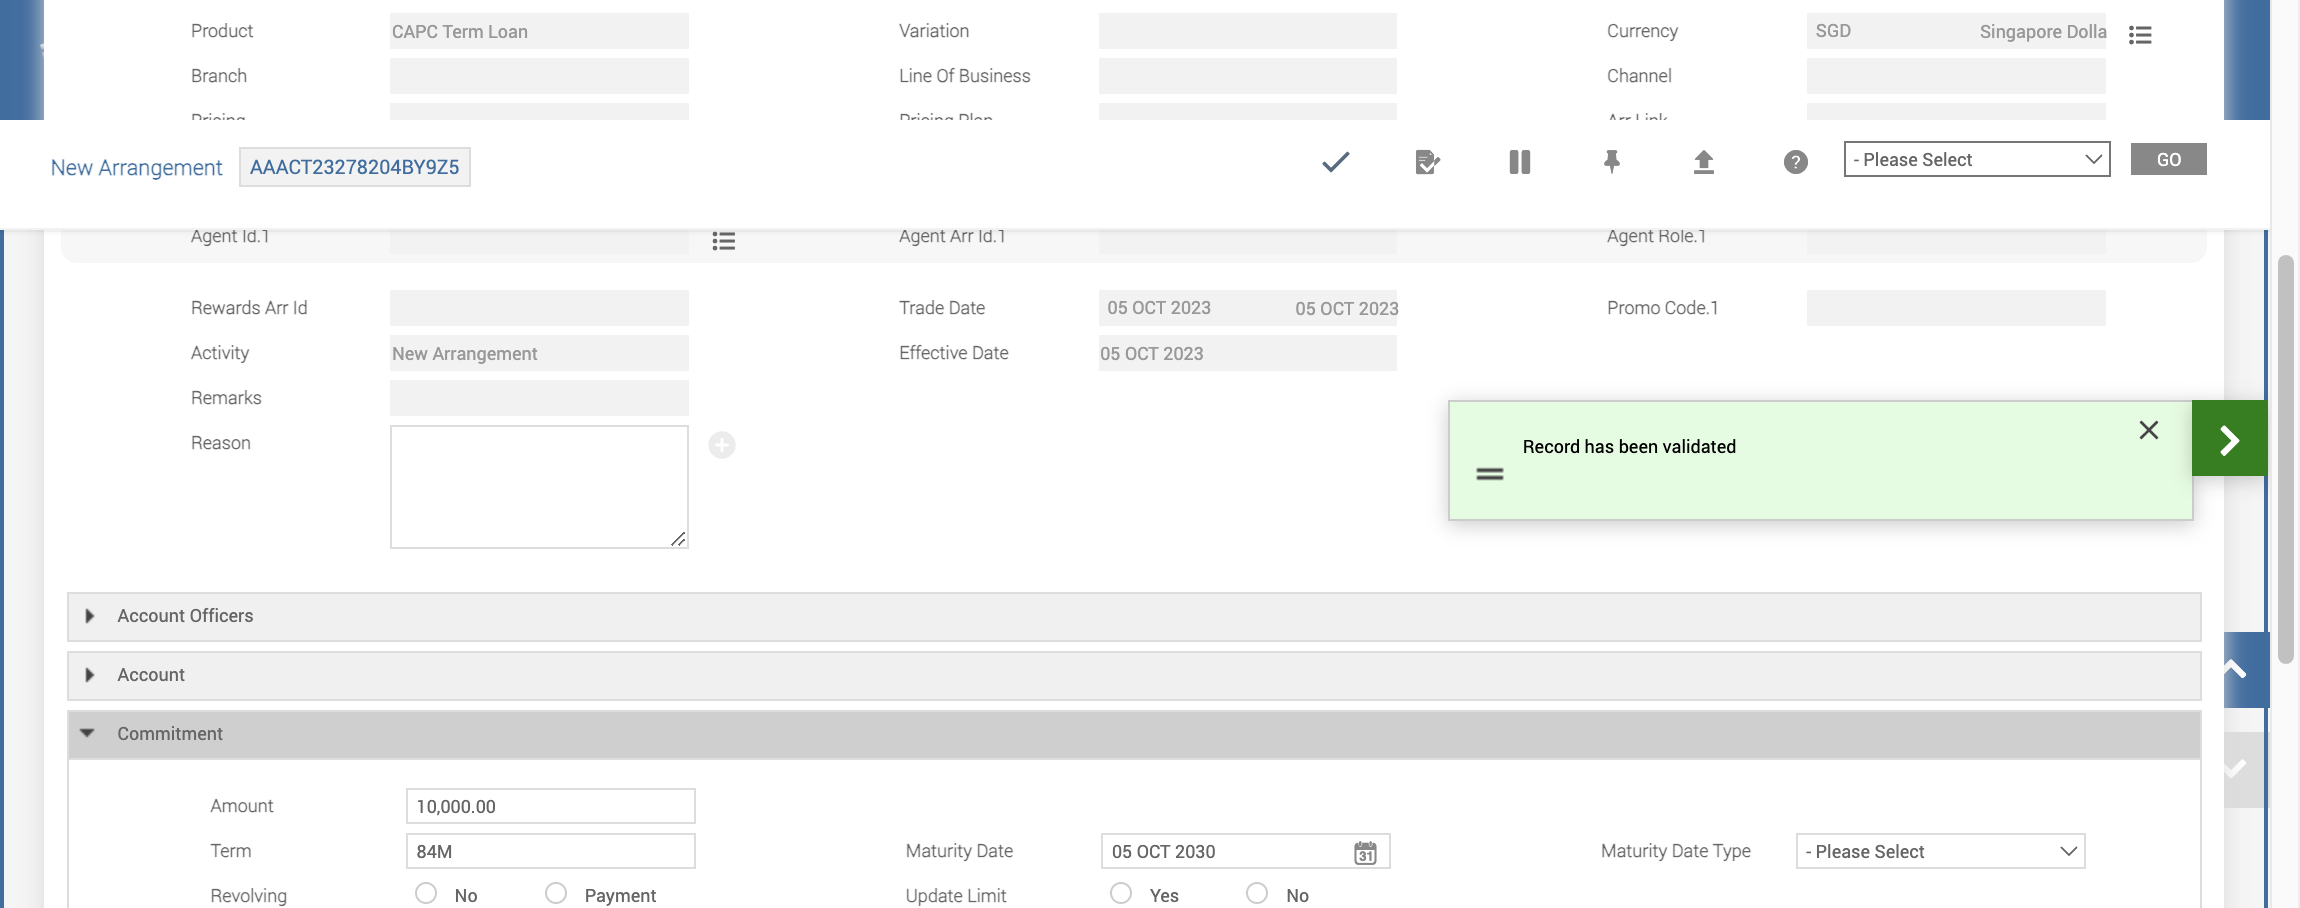 Product CAPC Term Loan Variation Currency SGD Singapore Dolla
Branch Line Of Business Channel
Pricing Pricing Plan Arr Link
New Arrangement AAACT23278204BY9Z5 ? - Please Select GO
Agent Id.1 Agent Arr Id.1 Agent Role.1
Rewards Arr Id Trade Date 05 OCT 2023 05 OCT 2023 Promo Code.1
Activity New Arrangement Effective Date 05 OCT 2023
Remarks
Reason
Record has been validated
Account Officers
Account
Commitment
Amount 10,000.00
Term 84M Maturity Date 05 OCT 2030 31 Maturity Date Type - Please Select
Revolving No Payment Update Limit Yes No